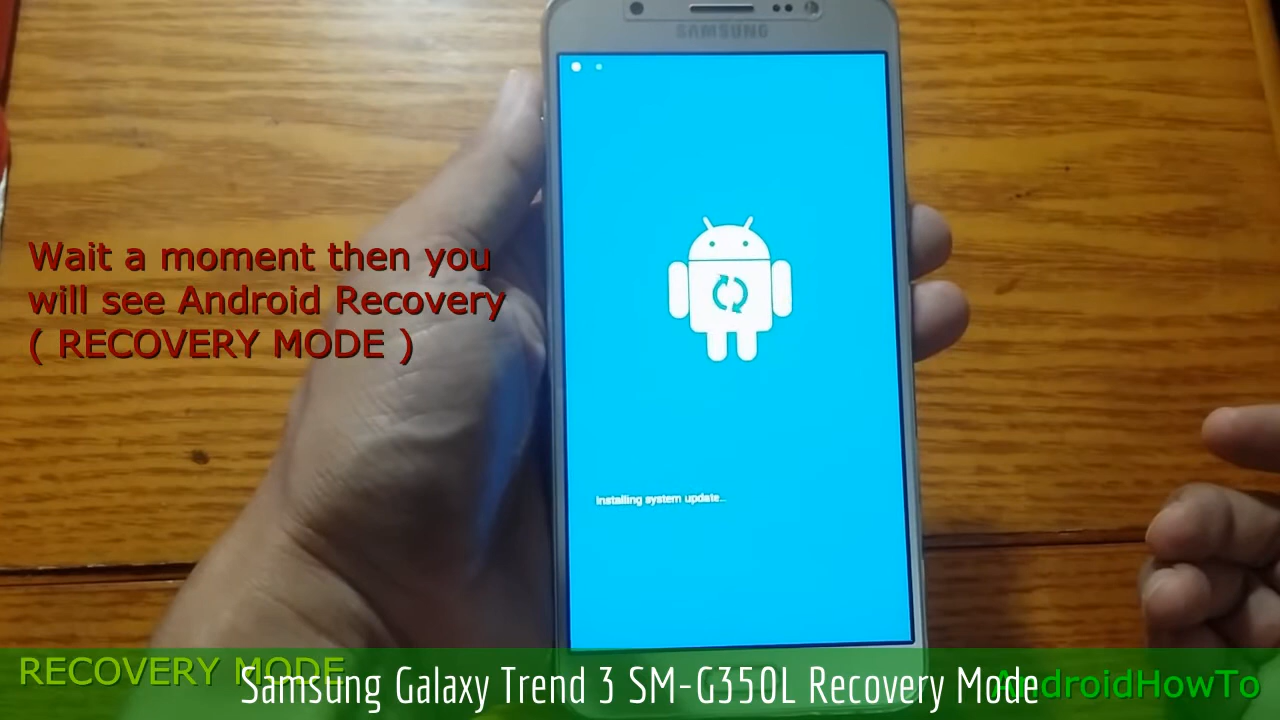 SAMSUNG
Wait a moment then you
will see Android Recovery
( RECOVERY MODE )
Installing system update...
RECOVERY MODE
Samsung Galaxy Trend 3 SM-G350L Recovery Mode
AndroidHowTo